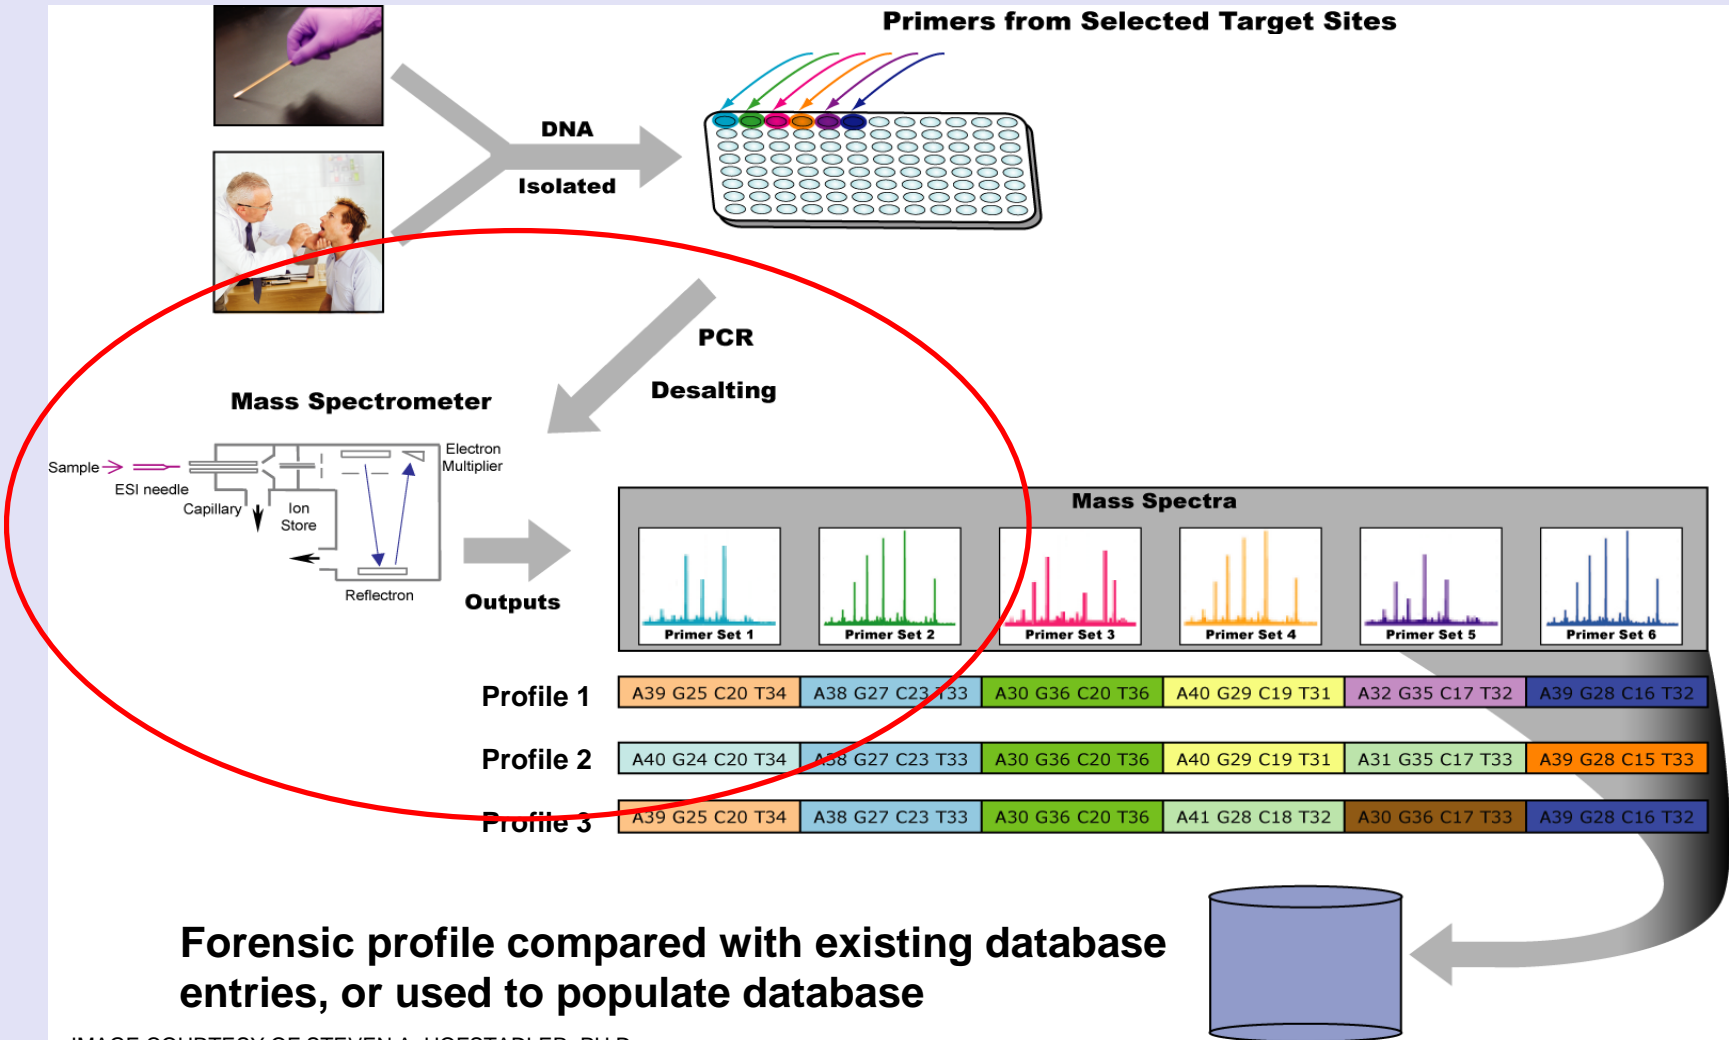 Primers from Selected Target Sites
DNA
Isolated
PCR
Desalting
Mass Spectrometer
Sample
ESI needle
Capillary
Ion
Store
Electron
Multiplier
Reflectron
Outputs
Mass Spectra
Primer Set 1
Primer Set 2
Primer Set 3
Primer Set 4
Primer Set 5
Primer Set 6
Profile 1 A39 G25 C20 T34 A38 G27 C23 T33 A30 G36 C20 T36 A40 G29 C19 T31 A32 G35 C17 T32 A39 G28 C16 T32
Profile 2 A40 G24 C20 T34 A38 G27 C23 T33 A30 G36 C20 T36 A40 G29 C19 T31 A31 G35 C17 T33 A39 G28 C15 T33
Profile 3 A39 G25 C20 T34 A38 G27 C23 T33 A30 G36 C20 T36 A41 G28 C18 T32 A30 G36 C17 T33 A39 G28 C16 T32
Forensic profile compared with existing database
entries, or used to populate database
IMAGE COURTESY OF STEVEN A. HOFSTADLER, PH.D.